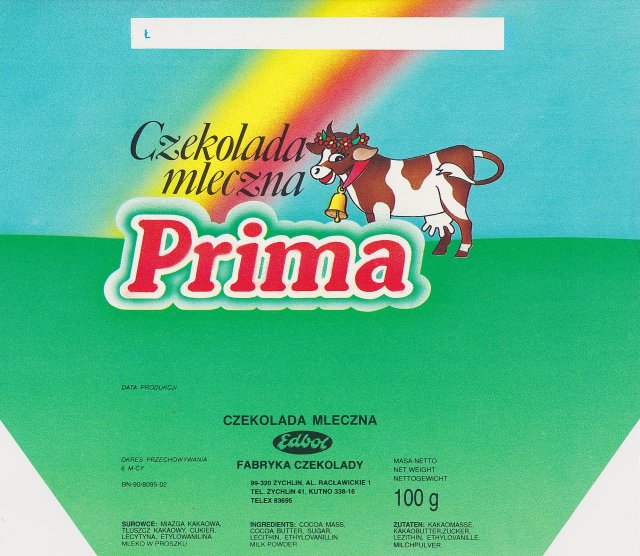 Ł
Czekolada
mleczna
Prima
DATA PRODUKCJI
CZEKOLADA MLECZNA
Edbol
OKRES PRZECHOWYWANIA
6 M-CY
FABRYKA CZEKOLADY
MASA NETTO
NET WEIGHT
NETTOGEWICHT
BN-90/8095-02
99-320 ŻYCHLIN, AL. RACŁAWICKIE 1
TEL. ŻYCHLIN 41, KUTNO 338-16
TELEX 83695
100 g
SUROWCE: MIAZGA KAKAOWA,
TŁUSZCZ KAKAOWY, CUKIER,
LECYTYNA, ETYLOWANILINA
MLEKO W PROSZKU
INGREDIENTS: COCOA MASS,
COCOA BUTTER, SUGAR,
LECITHIN, ETHYLOVANILLIN
MILK POWDER
ZUTATEN: KAKAOMASSE,
KAKAOBUTTER,ZUCKER,
LEZITHIN, ETHYLOVANILLE,
MILCHPULVER